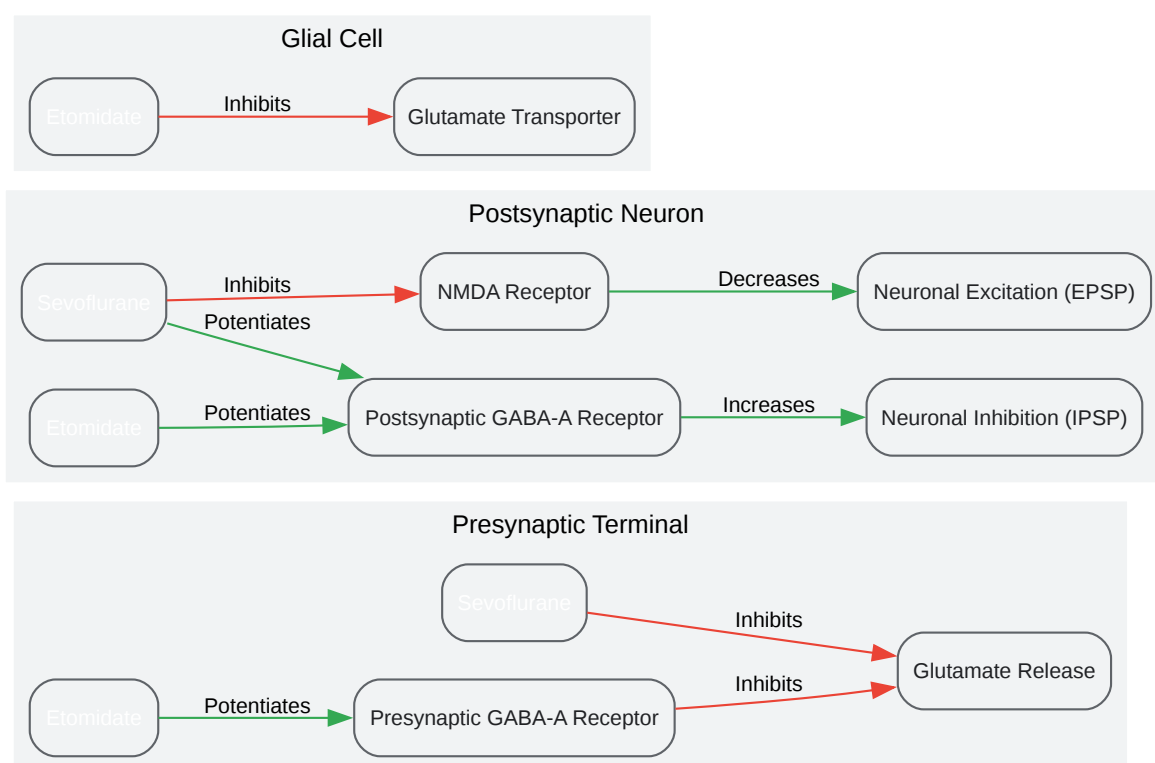 Glial Cell
Etomidate
Inhibits
Glutamate Transporter
Postsynaptic Neuron
Sevoflurane
Inhibits
NMDA Receptor
Decreases
Neuronal Excitation (EPSP)
Potentiates
Etomidate
Potentiates
Postsynaptic GABA-A Receptor
Increases
Neuronal Inhibition (IPSP)
Presynaptic Terminal
Sevoflurane
Inhibits
Glutamate Release
Etomidate
Potentiates
Presynaptic GABA-A Receptor
Inhibits